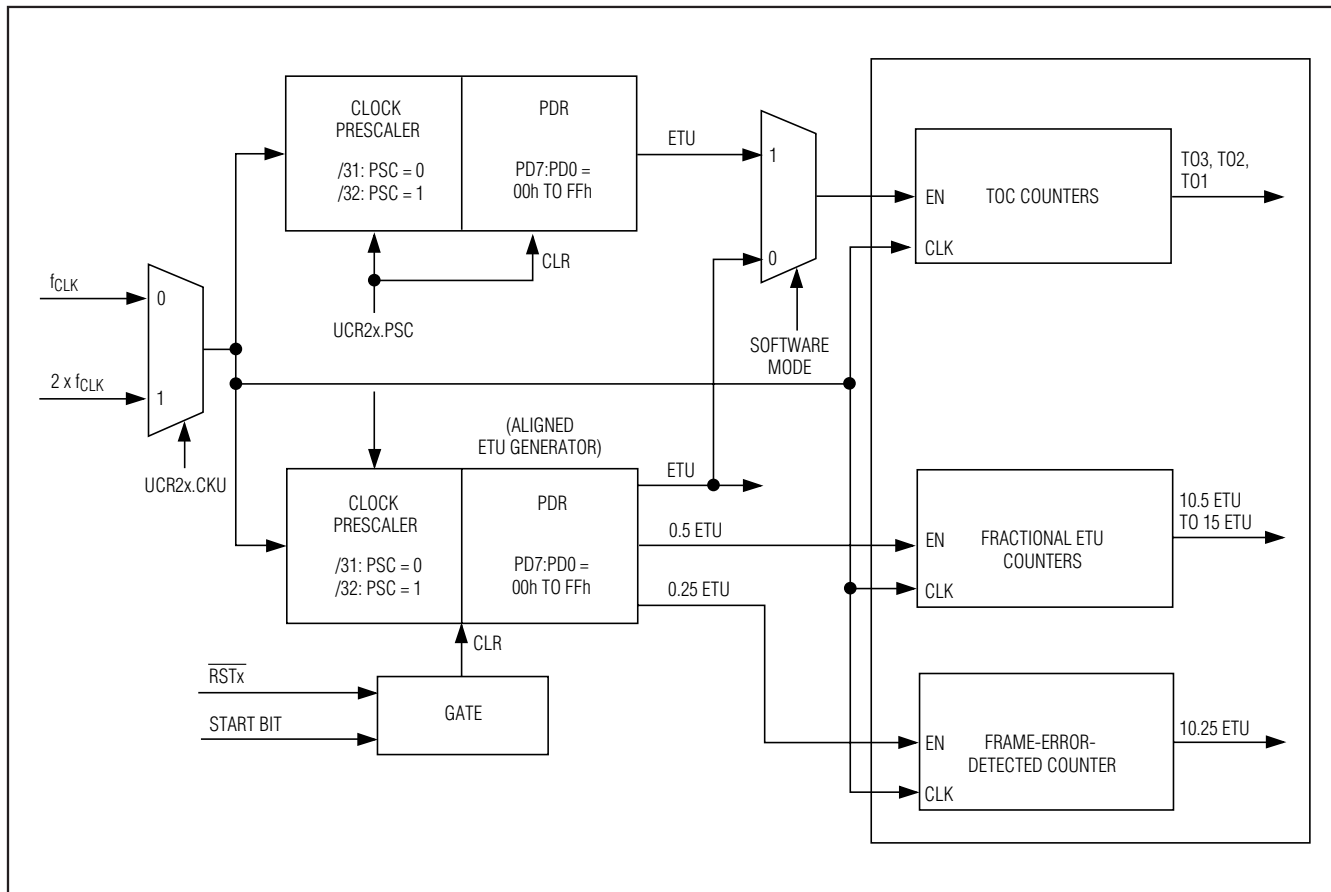 CLOCK
PRESCALER
/31: PSC = 0
/32: PSC = 1
PDR
PD7:PD0 =
00h TO FFh
ETU
1
0
EN
CLK
TOC COUNTERS
TO3, TO2,
TO1
CLR
UCR2x.PSC
SOFTWARE
MODE
fCLK
0
2 x fCLK
1
UCR2x.CKU
(ALIGNED
ETU GENERATOR)
CLOCK
PRESCALER
/31: PSC = 0
/32: PSC = 1
PDR
PD7:PD0 =
00h TO FFh
ETU
0.5 ETU
0.25 ETU
EN
CLK
FRACTIONAL ETU
COUNTERS
10.5 ETU
TO 15 ETU
CLR
RSTx
START BIT
GATE
EN
CLK
FRAME-ERROR-
DETECTED COUNTER
10.25 ETU